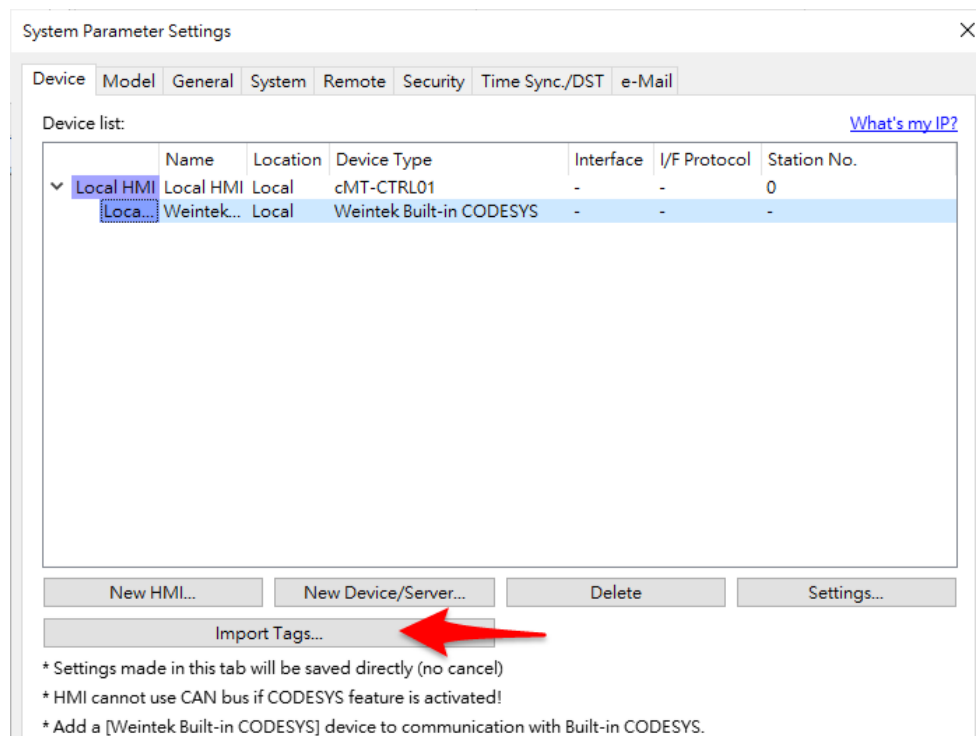 System Parameter Settings
Device Model General System Remote Security Time Sync./DST e-Mail
Device list: What's my IP?
Name Location Device Type Interface I/F Protocol Station No.
Local HMI Local HMI Local cMT-CTRL01 - - 0
Loca... Weintek... Local Weintek Built-in CODESYS - - -
New HMI... New Device/Server... Delete Settings...
Import Tags...
* Settings made in this tab will be saved directly (no cancel)
* HMI cannot use CAN bus if CODESYS feature is activated!
* Add a [Weintek Built-in CODESYS] device to communication with Built-in CODESYS.